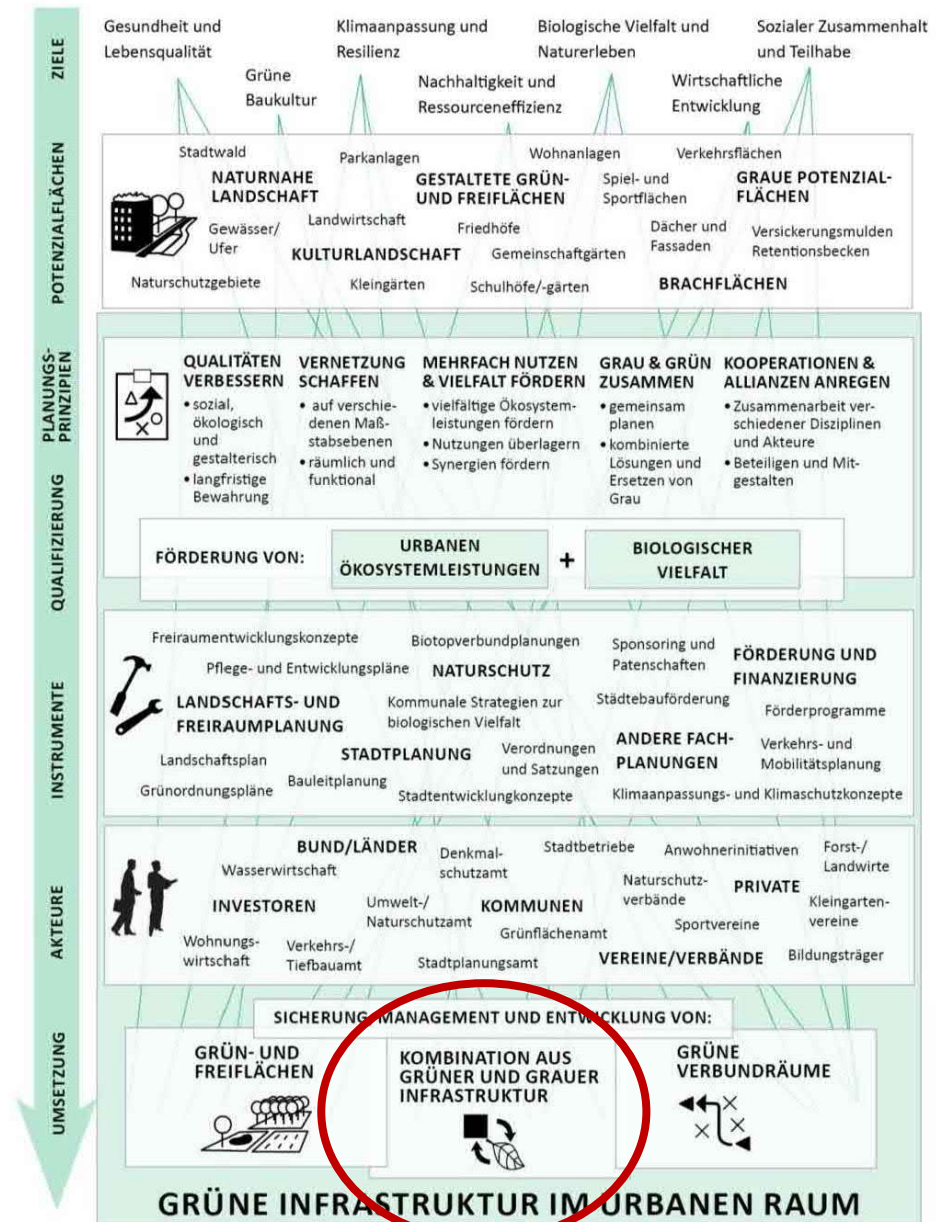 ZIELE
Gesundheit und
Lebensqualität
Klimaanpassung und
Resilienz
Biologische Vielfalt und
Naturerleben
Sozialer Zusammenhalt
und Teilhabe
Grüne
Baukultur
Nachhaltigkeit und
Ressourceneffizienz
Wirtschaftliche
Entwicklung
POTENZIALFLÄCHEN
Stadtwald
Parkanlagen
Wohnanlagen
Verkehrsflächen
NATURNAHE
LANDSCHAFT
GESTALTETE GRÜN-
UND FREIFLÄCHEN
Spiel- und
Sportflächen
GRAUE POTENZIAL-
FLÄCHEN
Gewässer/
Ufer
Landwirtschaft
Friedhöfe
Dächer und
Fassaden
Versickerungsmulden
Retentionsbecken
KULTURLANDSCHAFT
Gemeinschaftgärten
Naturschutzgebiete
Kleingärten
Schulhöfe/-gärten
BRACHFLÄCHEN
PLANUNGS-
PRINZIPIEN
QUALITÄTEN
VERBESSERN
• sozial,
ökologisch
und
gestalterisch
• langfristige
Bewahrung
VERNETZUNG
SCHAFFEN
• auf verschie-
denen Maß-
stabsebenen
• räumlich und
funktional
MEHRFACH NUTZEN
& VIELFALT FÖRDERN
• vielfältige Ökosystem-
leistungen fördern
• Nutzungen überlagern
• Synergien fördern
GRAU & GRÜN
ZUSAMMEN
• gemeinsam
planen
• kombinierte
Lösungen und
Ersetzen von
Grau
KOOPERATIONEN &
ALLIANZEN ANREGEN
• Zusammenarbeit ver-
schiedener Disziplinen
und Akteure
• Beteiligen und Mit-
gestalten
QUALIFIZIERUNG
FÖRDERUNG VON:
URBANEN
ÖKOSYSTEMLEISTUNGEN
+
BIOLOGISCHER
VIELFALT
INSTRUMENTE
Freiraumentwicklungskonzepte
Biotopverbundplanungen
Sponsoring und
Patenschaften
FÖRDERUNG UND
FINANZIERUNG
Pflege- und Entwicklungspläne
NATURSCHUTZ
LANDSCHAFTS- UND
FREIRAUMPLANUNG
Kommunale Strategien zur
biologischen Vielfalt
Städtebauförderung
Förderprogramme
Landschaftsplan
STADTPLANUNG
Verordnungen
und Satzungen
ANDERE FACH-
PLANUNGEN
Verkehrs- und
Mobilitätsplanung
Grünordnungspläne
Bauleitplanung
Stadtentwicklungkonzepte
Klimaanpassungs- und Klimaschutzkonzepte
AKTEURE
BUND/LÄNDER
Wasserwirtschaft
Denkmal-
schutzamt
Stadtbetriebe
Anwohnerinitiativen
Forst-/
Landwirte
INVESTOREN
Umwelt-/
Naturschutzamt
KOMMUNEN
Naturschutz-
verbände
PRIVATE
Kleingarten-
vereine
Grünflächenamt
Sportvereine
Wohnungs-
wirtschaft
Verkehrs-/
Tiefbauamt
Stadtplanungsamt
VEREINE/VERBÄNDE
Bildungsträger
UMSETZUNG
SICHERUNG, MANAGEMENT UND ENTWICKLUNG VON:
GRÜN- UND
FREIFLÄCHEN
KOMBINATION AUS
GRÜNER UND GRAUER
INFRASTRUKTUR
GRÜNE
VERBUNDRÄUME
GRÜNE INFRASTRUKTUR IM URBANEN RAUM